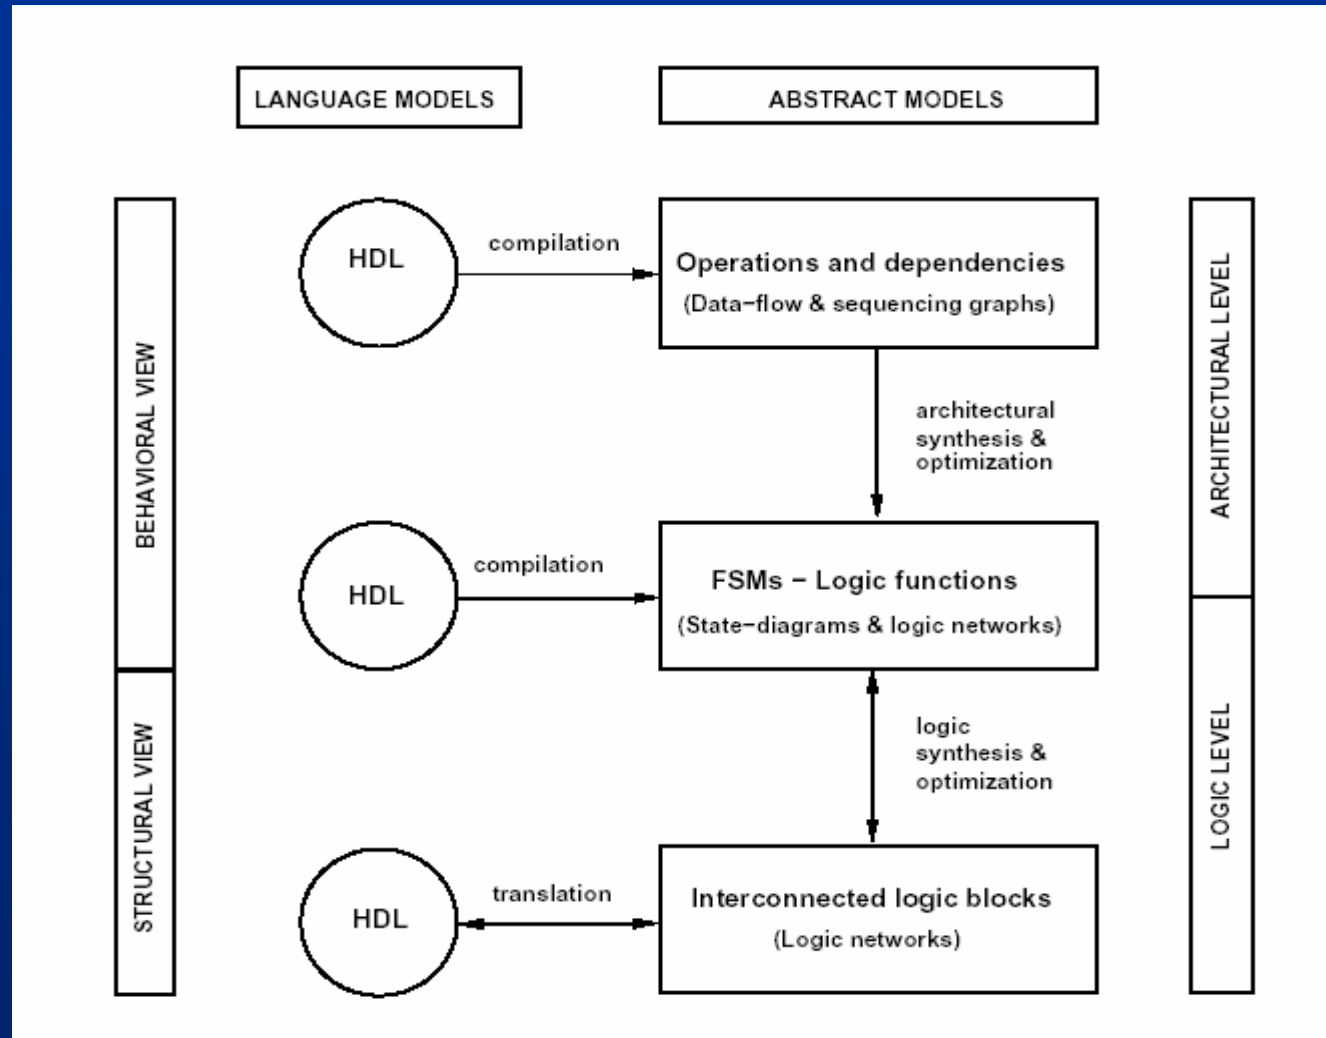 LANGUAGE MODELS
ABSTRACT MODELS
BEHAVIORAL VIEW
STRUCTURAL VIEW
HDL
compilation
Operations and dependencies
(Data−flow & sequencing graphs)
architectural
synthesis &
optimization
HDL
compilation
FSMs − Logic functions
(State−diagrams & logic networks)
logic
synthesis &
optimization
HDL
translation
Interconnected logic blocks
(Logic networks)
ARCHITECTURAL LEVEL
LOGIC LEVEL